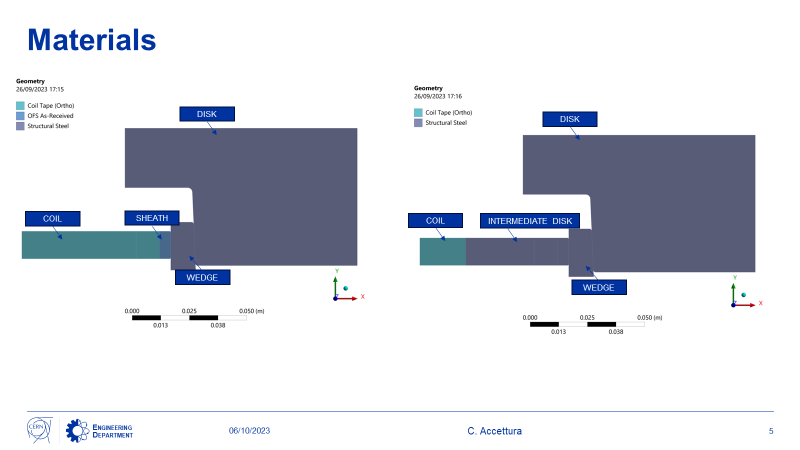 Materials
Geometry
26/09/2023 17:15
Coil Tape (Ortho)
OFS As-Received
Structural Steel
DISK
COIL
SHEATH
WEDGE
Y
X
Z
0.000
0.025
0.050 (m)
0.013
0.038
Geometry
26/09/2023 17:16
Coil Tape (Ortho)
Structural Steel
DISK
COIL
INTERMEDIATE DISK
WEDGE
Y
X
Z
0.000
0.025
0.050 (m)
0.013
0.038
CERN
ENGINEERING
DEPARTMENT
06/10/2023
C. Accettura
5